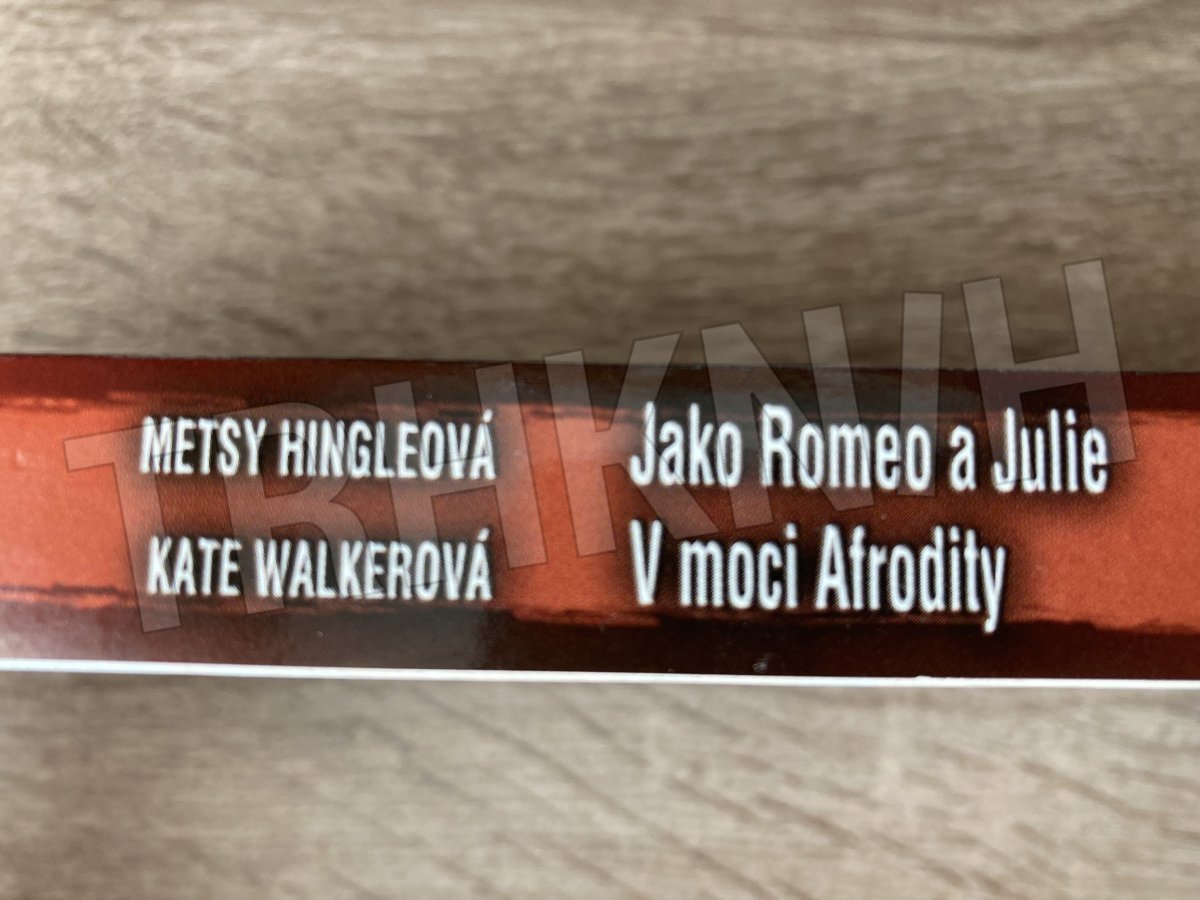 METSY HINGLEOVÁ Jako Romeo a Julie
KATE WALKEROVÁ V moci Afrodity
TRHKNIH